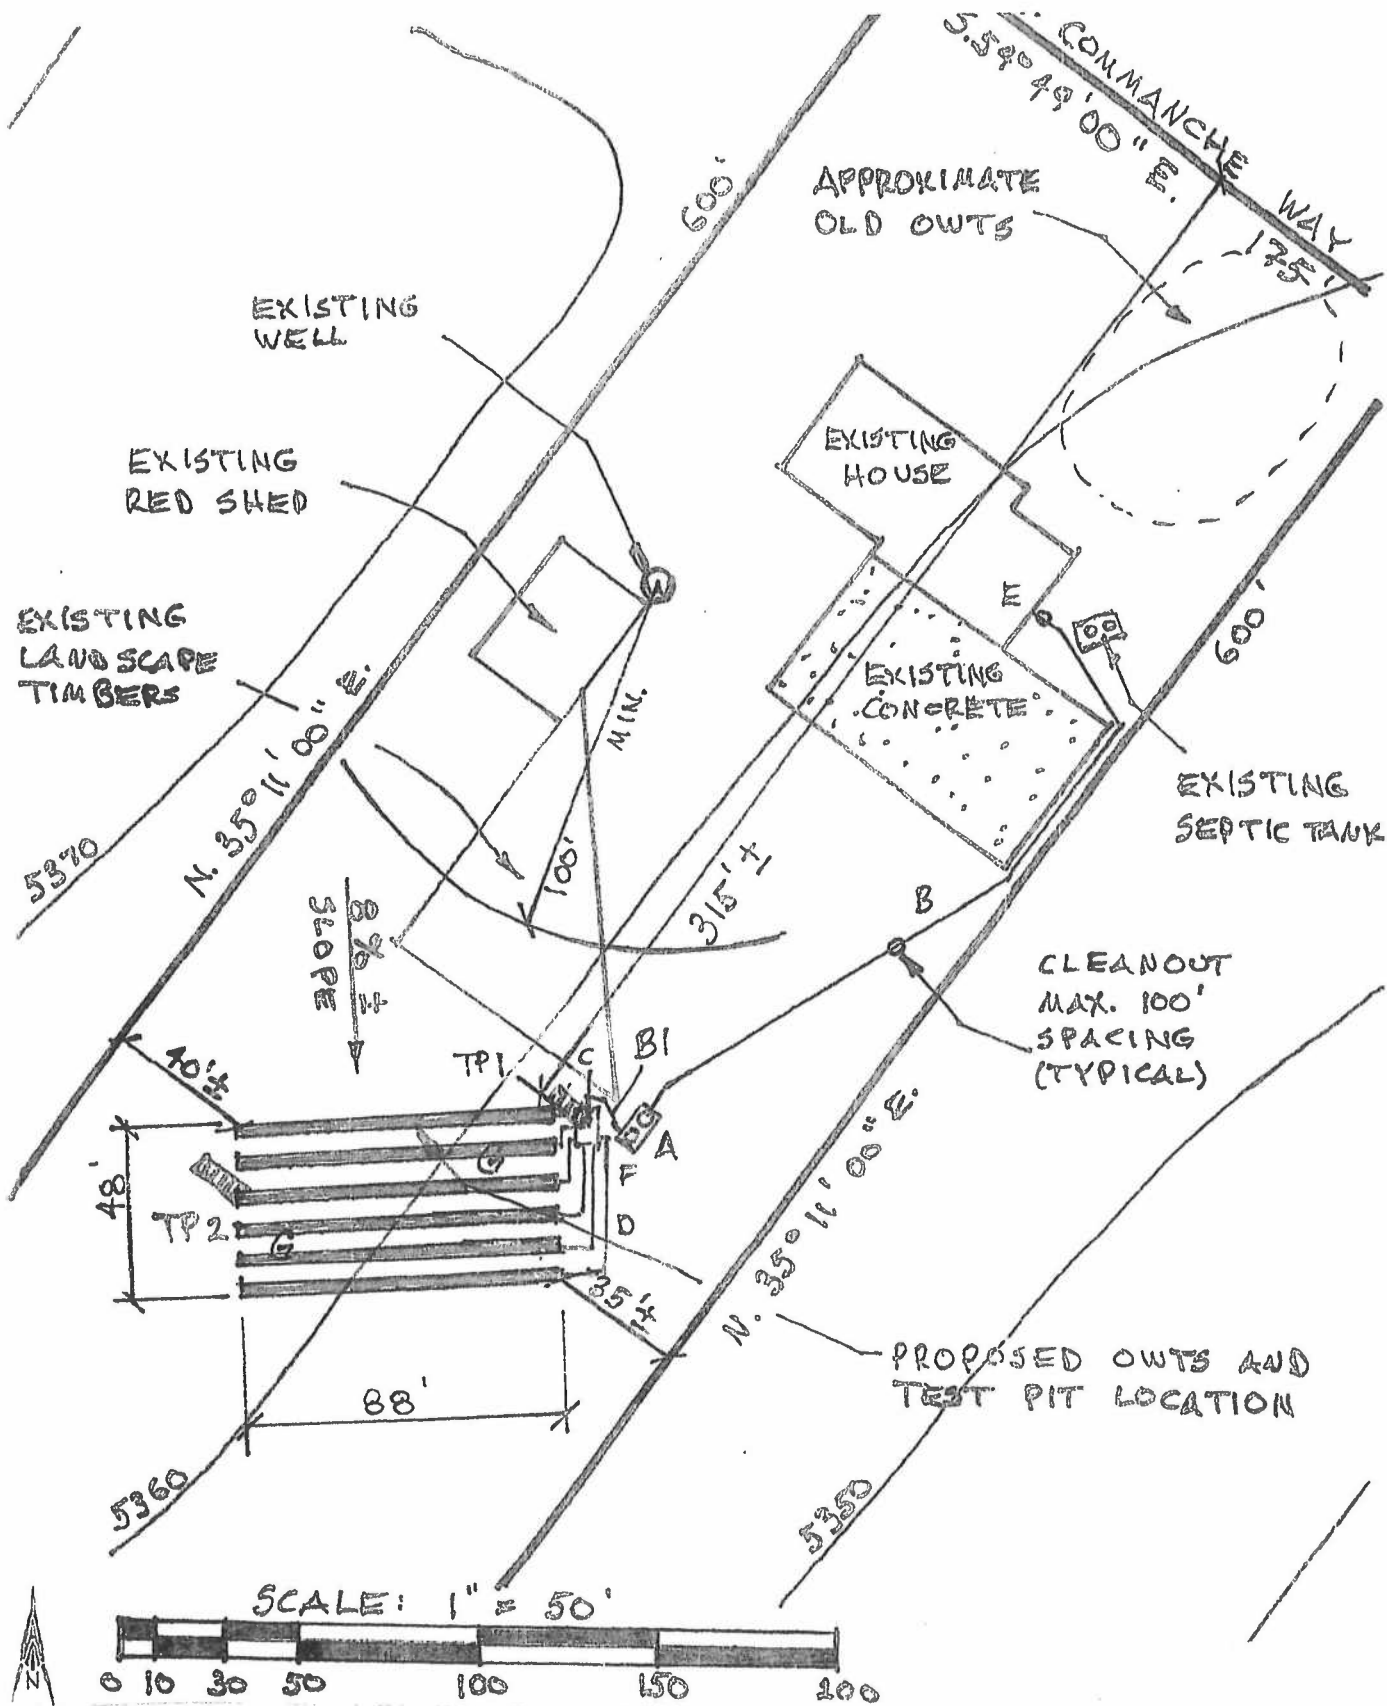 COMMANCHE WAY
S.59° 49' 00" E.
175'
600'
APPROXIMATE
OLD OWTS
EXISTING
WELL
EXISTING
HOUSE
EXISTING
RED SHED
W
E
600'
EXISTING
LANDSCAPE
TIMBERS
MIN.
EXISTING
CONCRETE
N. 35° 11' 00" E.
EXISTING
SEPTIC TANK
5370
100'
315' ±
B
SLOPE
CLEANOUT
MAX. 100'
SPACING
(TYPICAL)
TP1
C
B1
40'±
A
F
48'
G
TP2
D
G
35'±
N. 35° 11' 00" E.
PROPOSED OWTS AND
TEST PIT LOCATION
88'
5360
5350
SCALE: 1" = 50'
N
0 10 30 50 100 150 200